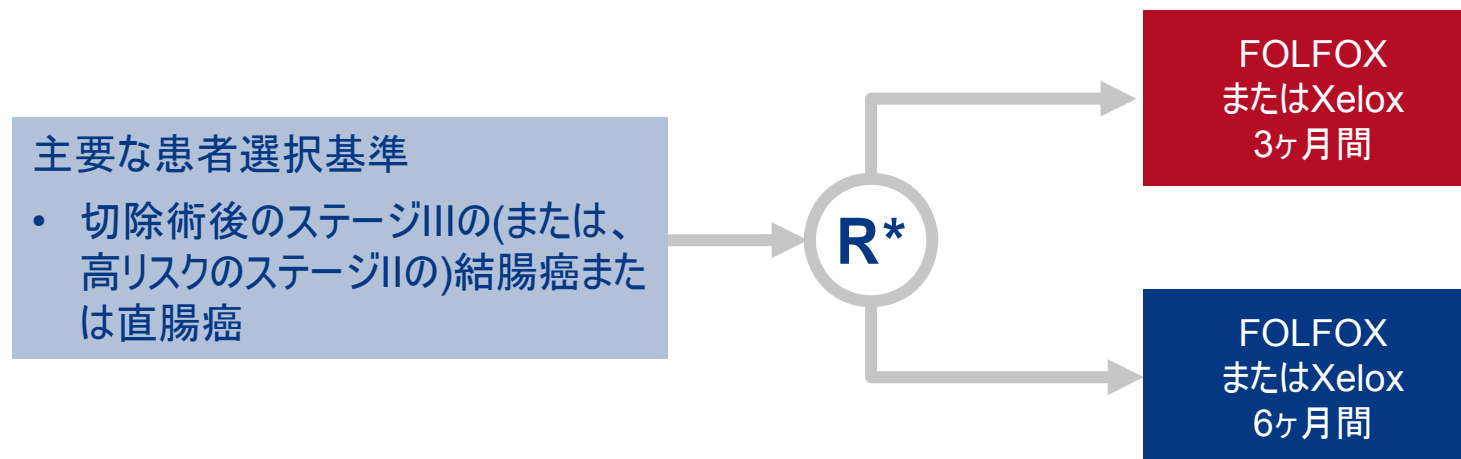 主要な患者選択基準
• 切除術後のステージIIIの(または、
高リスクのステージIIの)結腸癌また
は直腸癌
R*
FOLFOX
またはXelox
3ヶ月間
FOLFOX
またはXelox
6ヶ月間